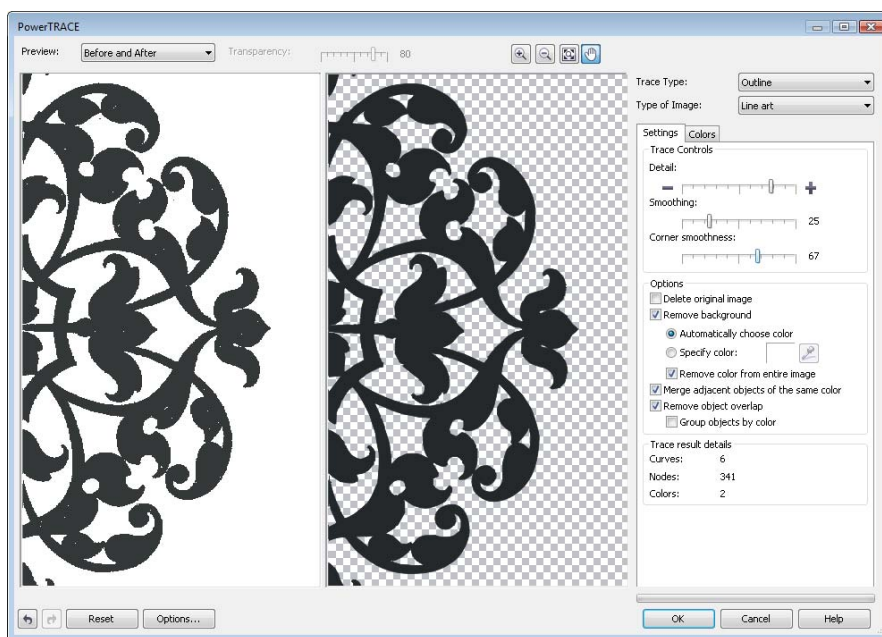 PowerTRACE
Preview: Before and After Transparency: 80
Trace Type: Outline
Type of Image: Line art
Settings Colors
Trace Controls
Detail:
Smoothing:
25
Corner smoothness:
67
Options
Delete original image
Remove background
Automatically choose color
Specify color:
Remove color from entire image
Merge adjacent objects of the same color
Remove object overlap
Group objects by color
Trace result details
Curves: 6
Nodes: 341
Colors: 2
Reset Options... OK Cancel Help